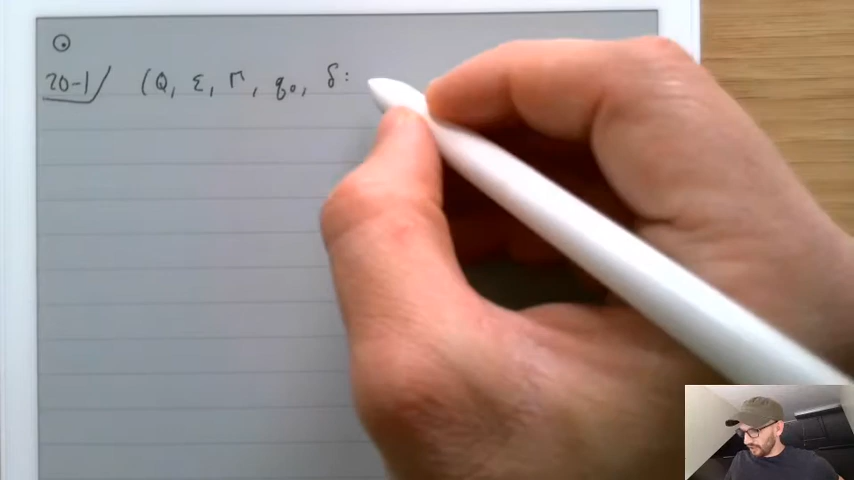 20-1/ (Q, Σ, Γ, q₀, δ: